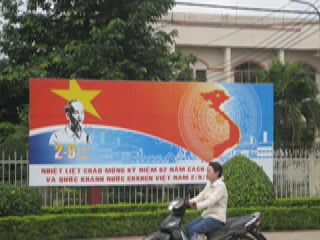 2-9
NHIỆT LIỆT CHÀO MỪNG KỶ NIỆM 62 NĂM CÁCH
VÀ QUỐC KHÁNH NƯỚC CHXHCN VIỆT NAM 2/9/